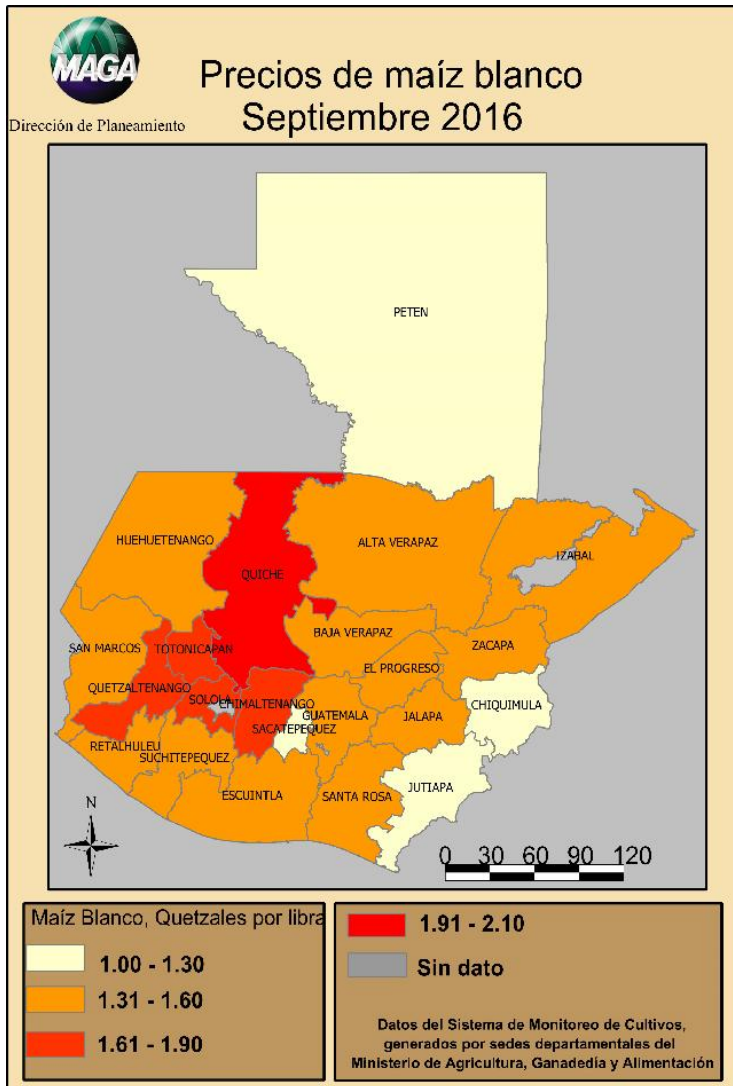 MAGA
Dirección de Planeamiento
Precios de maíz blanco
Septiembre 2016
PETEN
HUEHUETENANGO
QUICHE
ALTA VERAPAZ
IZABAL
SAN MARCOS
TOTONICAPAN
BAJA VERAPAZ
ZACAPA
EL PROGRESO
QUETZALTENANGO
SOLOLA
CHIMALTENANGO
CHIQUIMULA
GUATEMALA
JALAPA
SACATEPEQUEZ
RETALHULEU
SUCHITEPEQUEZ
JUTIAPA
ESCUINTLA
SANTA ROSA
N
0 30 60 90 120
Maíz Blanco, Quetzales por libra
1.00 - 1.30
1.31 - 1.60
1.61 - 1.90
1.91 - 2.10
Sin dato
Datos del Sistema de Monitoreo de Cultivos,
generados por sedes departamentales del
Ministerio de Agricultura, Ganadedía y Alimentación